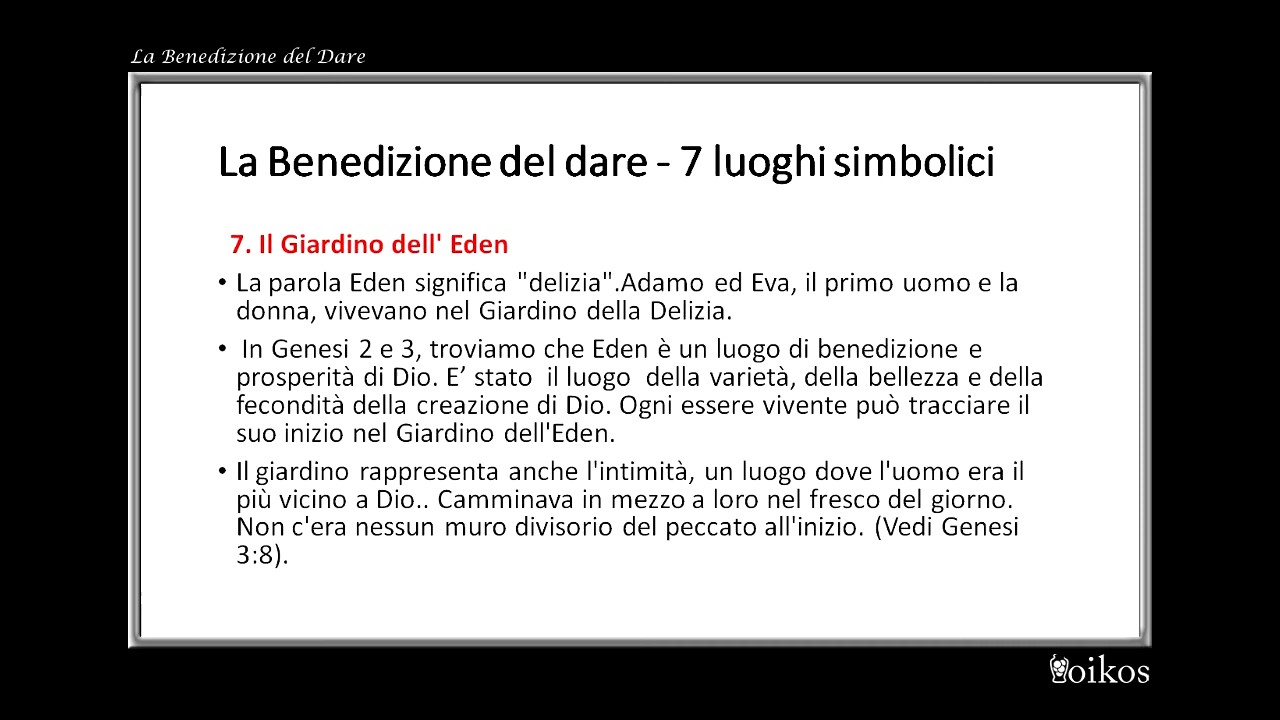 La Benedizione del Dare
La Benedizione del dare - 7 luoghi simbolici
7. Il Giardino dell' Eden
• La parola Eden significa "delizia".Adamo ed Eva, il primo uomo e la
donna, vivevano nel Giardino della Delizia.
• In Genesi 2 e 3, troviamo che Eden è un luogo di benedizione e
prosperità di Dio. E’ stato il luogo della varietà, della bellezza e della
fecondità della creazione di Dio. Ogni essere vivente può tracciare il
suo inizio nel Giardino dell'Eden.
• Il giardino rappresenta anche l'intimità, un luogo dove l'uomo era il
più vicino a Dio.. Camminava in mezzo a loro nel fresco del giorno.
Non c'era nessun muro divisorio del peccato all'inizio. (Vedi Genesi
3:8).
oikos